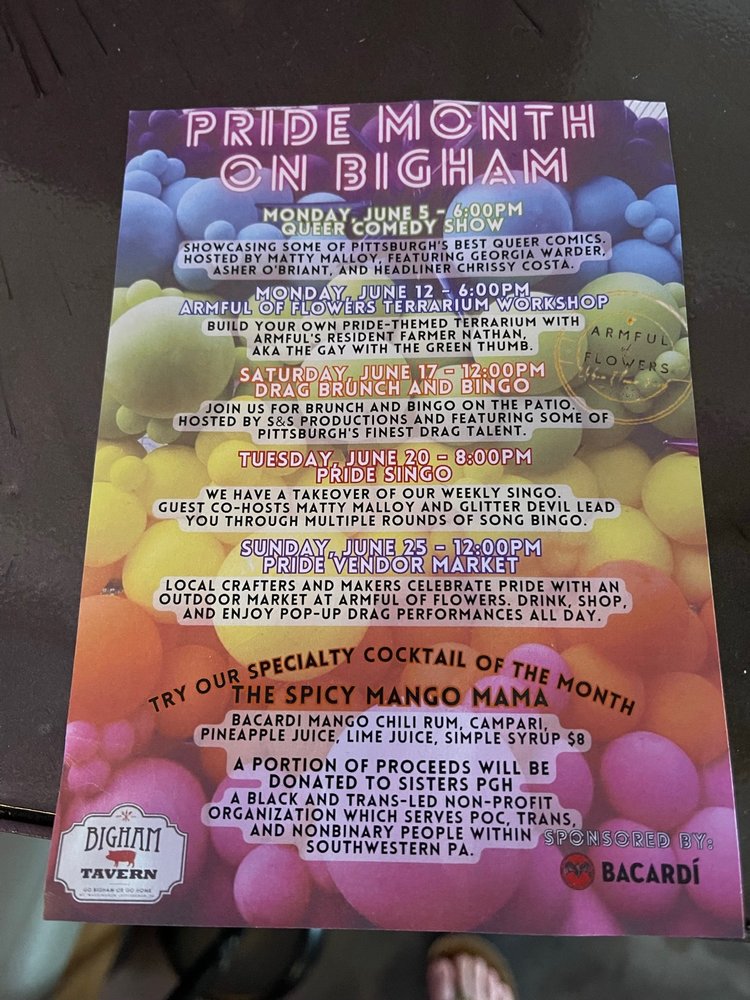 PRIDE MONTH
ON BIGHAM
MONDAY, JUNE 5 - 6:00PM
QUEER COMEDY SHOW
SHOWCASING SOME OF PITTSBURGH'S BEST QUEER COMICS.
HOSTED BY MATTY MALLOY, FEATURING GEORGIA WARDER,
ASHER O'BRIANT, AND HEADLINER CHRISSY COSTA.
MONDAY, JUNE 12 - 6:00PM
ARMFUL OF FLOWERS TERRARIUM WORKSHOP
BUILD YOUR OWN PRIDE-THEMED TERRARIUM WITH
ARMFUL'S RESIDENT FARMER NATHAN,
AKA THE GAY WITH THE GREEN THUMB.
ARMFUL
of
FLOWERS
SATURDAY, JUNE 17 - 12:00PM
DRAG BRUNCH AND BINGO
JOIN US FOR BRUNCH AND BINGO ON THE PATIO.
HOSTED BY S&S PRODUCTIONS AND FEATURING SOME OF
PITTSBURGH'S FINEST DRAG TALENT.
TUESDAY, JUNE 20 - 8:00PM
PRIDE SINGO
WE HAVE A TAKEOVER OF OUR WEEKLY SINGO.
GUEST CO-HOSTS MATTY MALLOY AND GLITTER DEVIL LEAD
YOU THROUGH MULTIPLE ROUNDS OF SONG BINGO.
SUNDAY, JUNE 25 - 12:00PM
PRIDE VENDOR MARKET
LOCAL CRAFTERS AND MAKERS CELEBRATE PRIDE WITH AN
OUTDOOR MARKET AT ARMFUL OF FLOWERS. DRINK, SHOP,
AND ENJOY POP-UP DRAG PERFORMANCES ALL DAY.
TRY OUR SPECIALTY COCKTAIL OF THE MONTH
THE SPICY MANGO MAMA
BACARDI MANGO CHILI RUM, CAMPARI,
PINEAPPLE JUICE, LIME JUICE, SIMPLE SYRUP $8
A PORTION OF PROCEEDS WILL BE
DONATED TO SISTERS PGH
A BLACK AND TRANS-LED NON-PROFIT
ORGANIZATION WHICH SERVES POC, TRANS,
AND NONBINARY PEOPLE WITHIN
SOUTHWESTERN PA.
BIGHAM
TAVERN
GO BIGHAM OR GO HOME
SPONSORED BY:
BACARDÍ